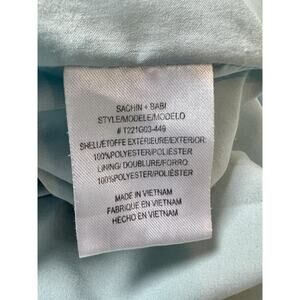 SACHIN + BABI
STYLE/MODELE/MODELO
# T221G03-449
SHELL/ETOFFE EXTERIEURE/EXTERIOR:
100%POLYESTER/POLIÉSTER
LINING/ DOUBLURE/FORRO
100%POLYESTER/POLIÉSTER
MADE IN VIETNAM
FABRIQUE EN VIETNAM
HECHO EN VIETNAM